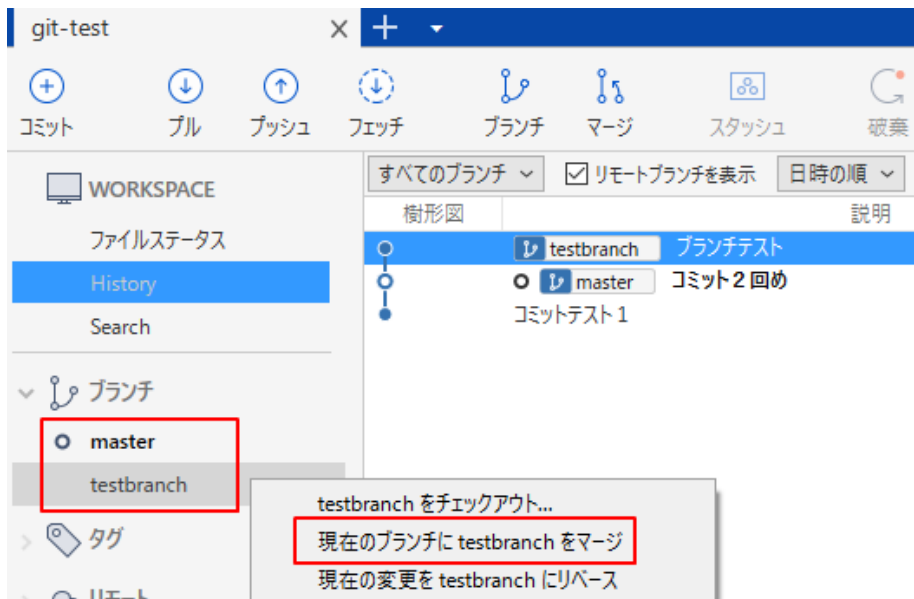 git-test
コミット プル プッシュ フェッチ ブランチ マージ スタッシュ 破棄
すべてのブランチ リモートブランチを表示 日時の順
WORKSPACE
樹形図 説明
ファイルステータス
testbranch ブランチテスト
History
master コミット２回め
Search
コミットテスト１
ブランチ
master
testbranch
testbranch をチェックアウト...
タグ
現在のブランチに testbranch をマージ
現在の変更を testbranch にリベース
リモート